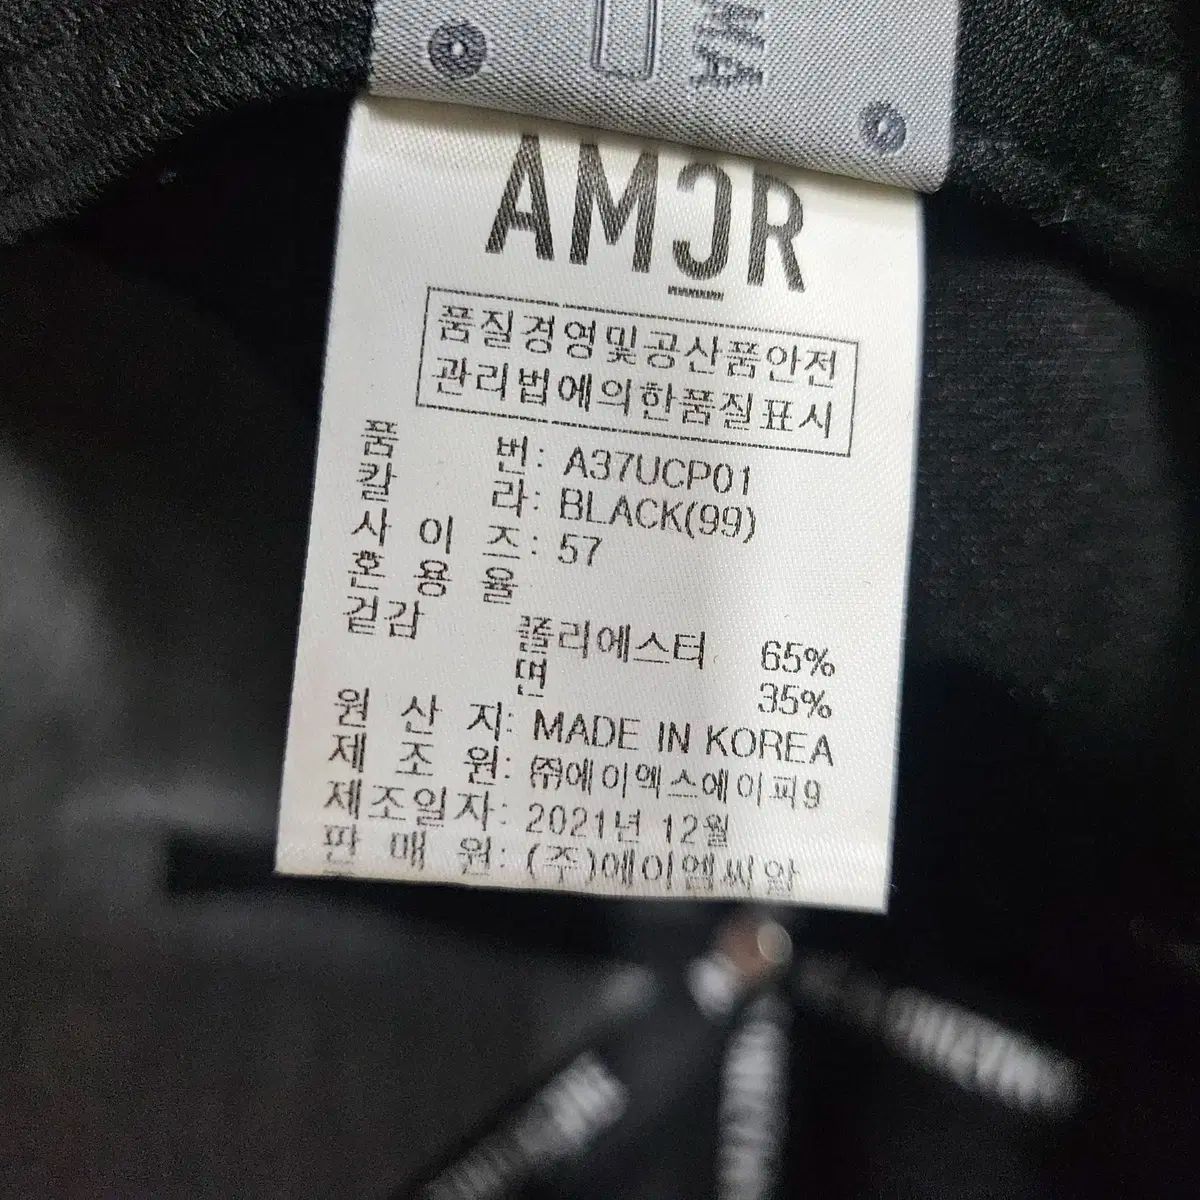 AMCR
품질경영및공산품안전
관리법에의한품질표시
품 번: A37UCP01
칼 라: BLACK(99)
사 이 즈: 57
혼 용 율
겉감 폴리에스터 65%
면 35%
원 산 지: MADE IN KOREA
제 조 원: ㈜에이엑스에이피9
제조일자: 2021년 12월
판 매 원: (주)에이엠씨알